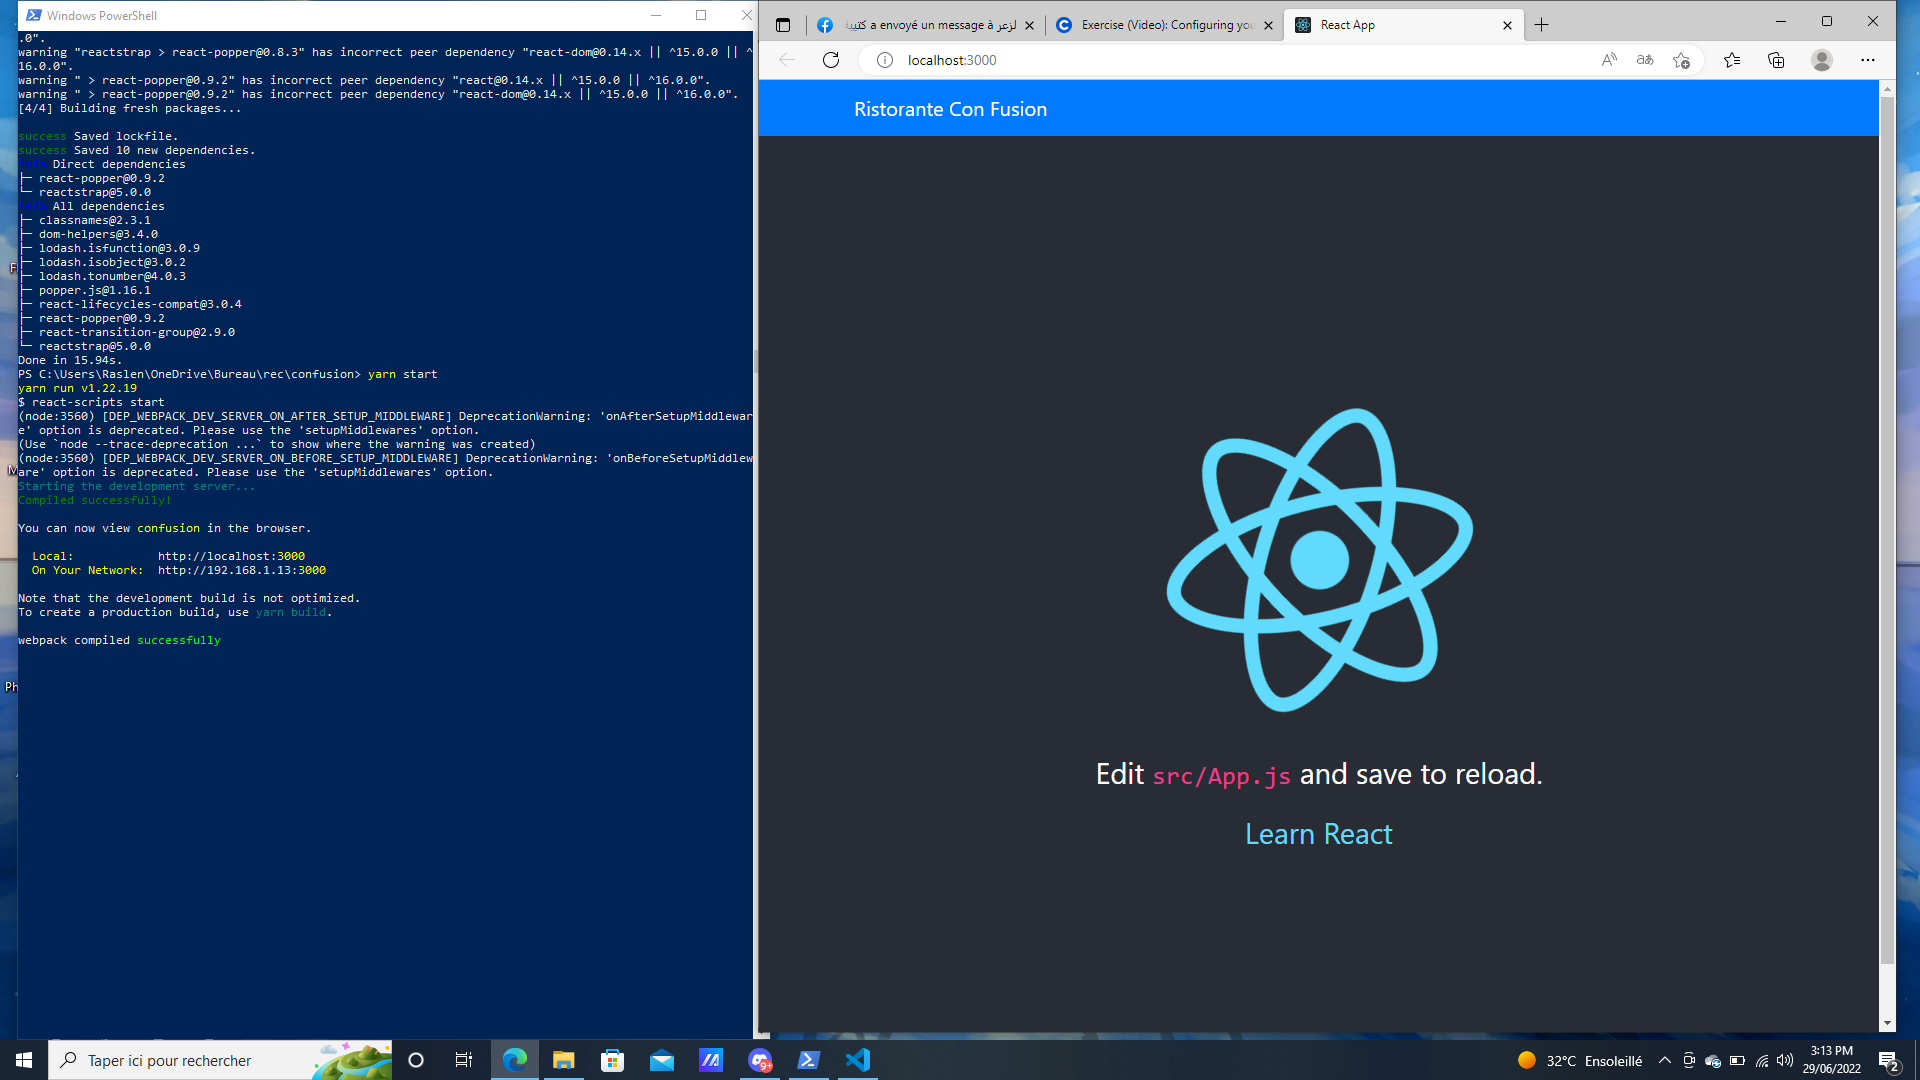 Windows PowerShell
.0".
warning "reactstrap > react-popper@0.8.3" has incorrect peer dependency "react-dom@0.14.x || ^15.0.0 || ^
16.0.0".
warning " > react-popper@0.9.2" has incorrect peer dependency "react@0.14.x || ^15.0.0 || ^16.0.0".
warning " > react-popper@0.9.2" has incorrect peer dependency "react-dom@0.14.x || ^15.0.0 || ^16.0.0".
[4/4] Building fresh packages...
success Saved lockfile.
success Saved 10 new dependencies.
info Direct dependencies
├─ react-popper@0.9.2
└─ reactstrap@5.0.0
info All dependencies
├─ classnames@2.3.1
├─ dom-helpers@3.4.0
├─ lodash.isfunction@3.0.9
├─ lodash.isobject@3.0.2
├─ lodash.tonumber@4.0.3
├─ popper.js@1.16.1
├─ react-lifecycles-compat@3.0.4
├─ react-popper@0.9.2
├─ react-transition-group@2.9.0
└─ reactstrap@5.0.0
Done in 15.94s.
PS C:\Users\Raslen\OneDrive\Bureau\rec\confusion> yarn start
yarn run v1.22.19
$ react-scripts start
(node:3560) [DEP_WEBPACK_DEV_SERVER_ON_AFTER_SETUP_MIDDLEWARE] DeprecationWarning: 'onAfterSetupMiddlewar
e' option is deprecated. Please use the 'setupMiddlewares' option.
(Use `node --trace-deprecation ...` to show where the warning was created)
(node:3560) [DEP_WEBPACK_DEV_SERVER_ON_BEFORE_SETUP_MIDDLEWARE] DeprecationWarning: 'onBeforeSetupMiddlew
are' option is deprecated. Please use the 'setupMiddlewares' option.
Starting the development server...
Compiled successfully!
You can now view confusion in the browser.
Local: http://localhost:3000
On Your Network: http://192.168.1.13:3000
Note that the development build is not optimized.
To create a production build, use yarn build.
webpack compiled successfully
لزعر كتيبة a envoyé un message à
Exercise (Video): Configuring you
React App
localhost:3000
Ristorante Con Fusion
Edit src/App.js and save to reload.
Learn React
Taper ici pour rechercher
9+
32°C Ensoleillé
3:13 PM
29/06/2022
2